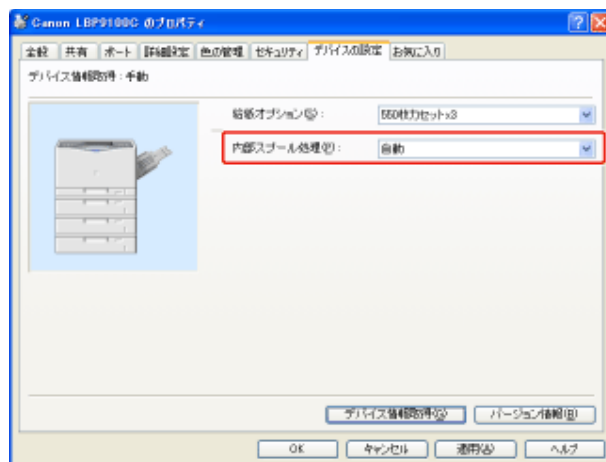 Canon LBP9100C のプロパティ
全般 共有 ポート 詳細設定 色の管理 セキュリティ デバイスの設定 お気に入り
デバイス情報取得：手動
給紙オプション(S)： 550枚カセットx3
内部スプール処理(P)： 自動
デバイス情報取得(G) バージョン情報(B)
OK キャンセル 適用(A) ヘルプ